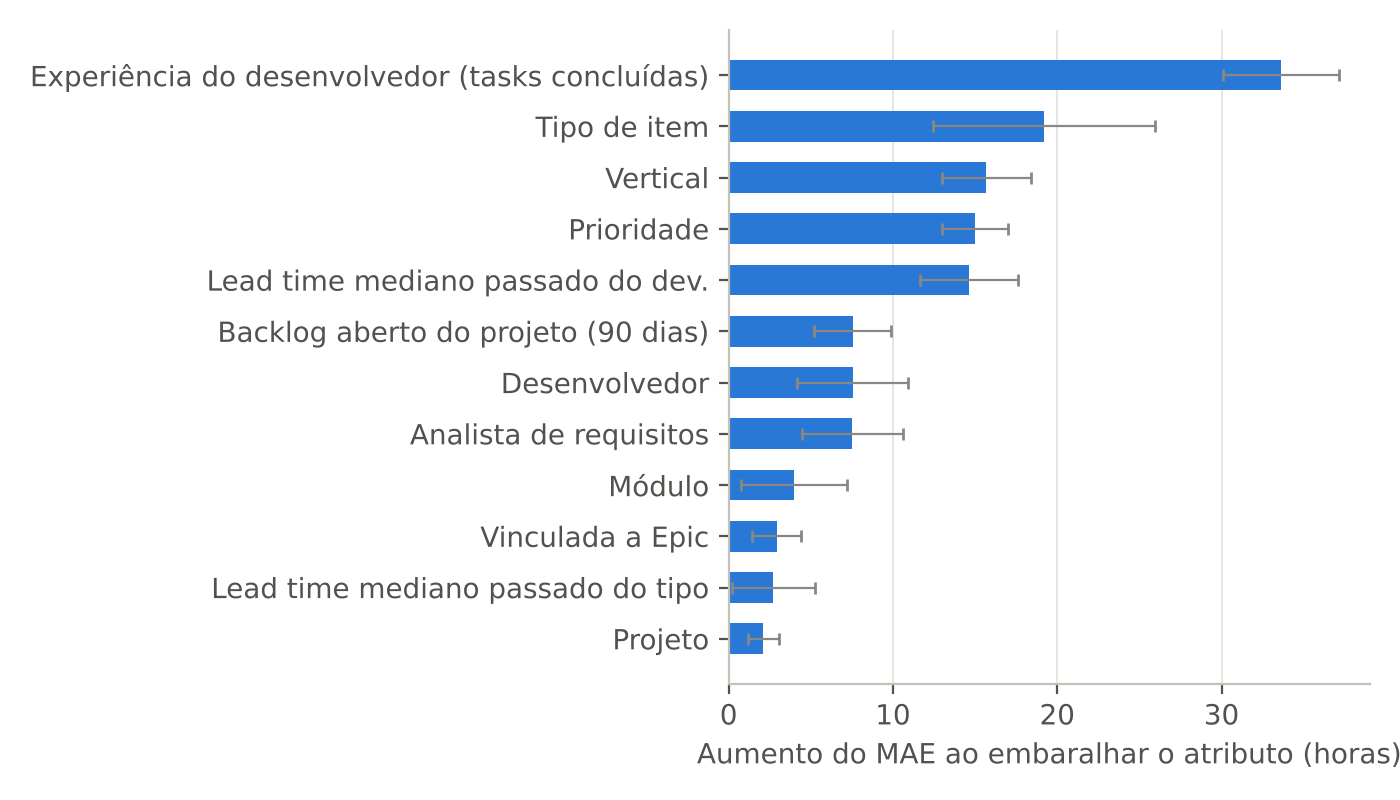 Experiência do desenvolvedor (tasks concluídas)
Tipo de item
Vertical
Prioridade
Lead time mediano passado do dev.
Backlog aberto do projeto (90 dias)
Desenvolvedor
Analista de requisitos
Módulo
Vinculada a Epic
Lead time mediano passado do tipo
Projeto
0 10 20 30
Aumento do MAE ao embaralhar o atributo (horas)